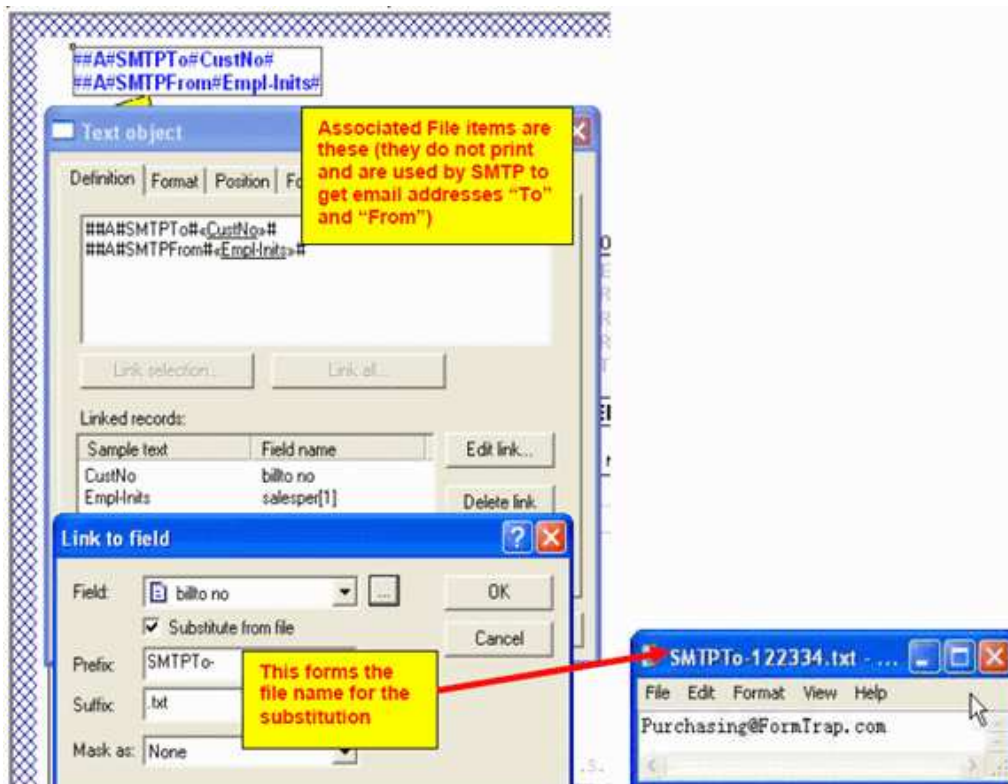 ##A#SMTPTo#CustNo#
##A#SMTPFrom#Empl-Inits#
Text object
Associated File items are
these (they do not print
and are used by SMTP to
get email addresses “To”
and “From”)
Definition Format Position
##A#SMTPTo#«CustNo»#
##A#SMTPFrom#«Empl-Inits»#
Link selection... Link all...
Linked records:
Sample text Field name
CustNo billto no
Empl-Inits salesper[1]
Edit link...
Delete link
Link to field
Field: billto no ... OK
Substitute from file Cancel
Prefix: SMTPTo-
Suffix: .txt
Mask as: None
This forms the
file name for the
substitution
SMTPTo-122334.txt - ...
File Edit Format View Help
Purchasing@FormTrap.com
.S.